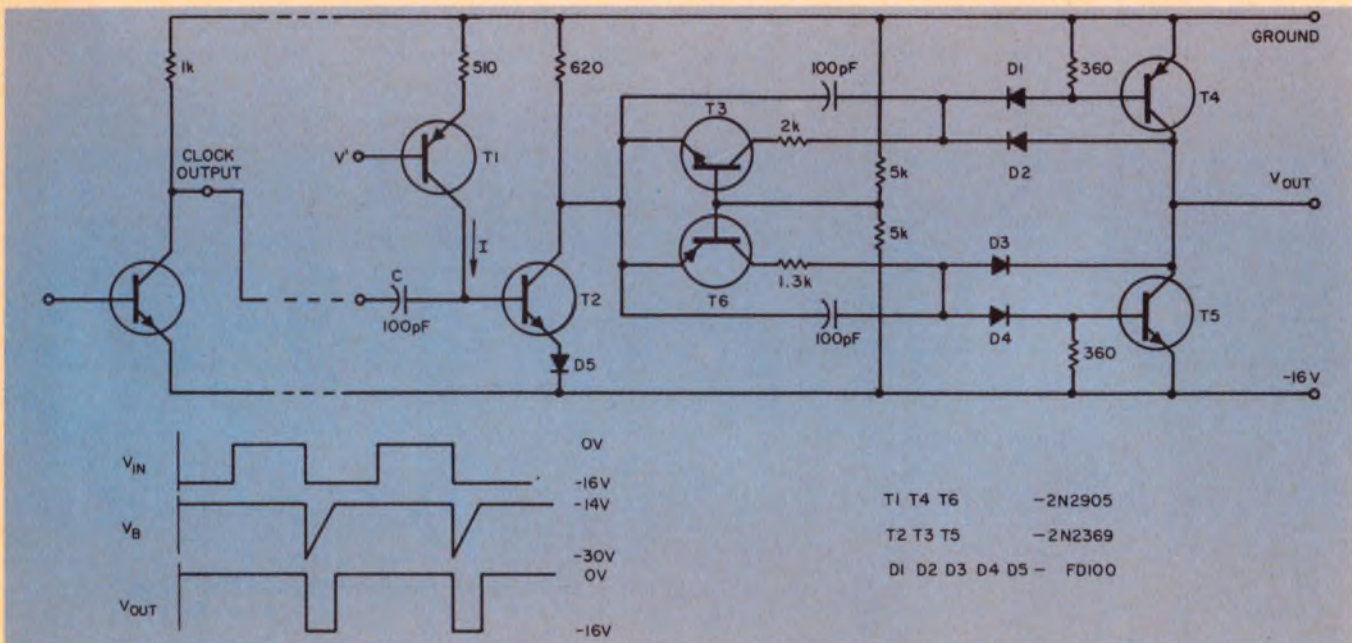 GROUND
1k
510
620
100pF
D1
360
T4
T3
2k
D2
V'
T1
CLOCK
OUTPUT
5k
VOUT
I
5k
D3
C
100pF
T2
1.3k
T6
D4
T5
100pF
360
D5
-16V
VIN
0V
-16V
VB
-14V
-30V
VOUT
0V
-16V
T1 T4 T6 -2N2905
T2 T3 T5 -2N2369
D1 D2 D3 D4 D5 - FD100